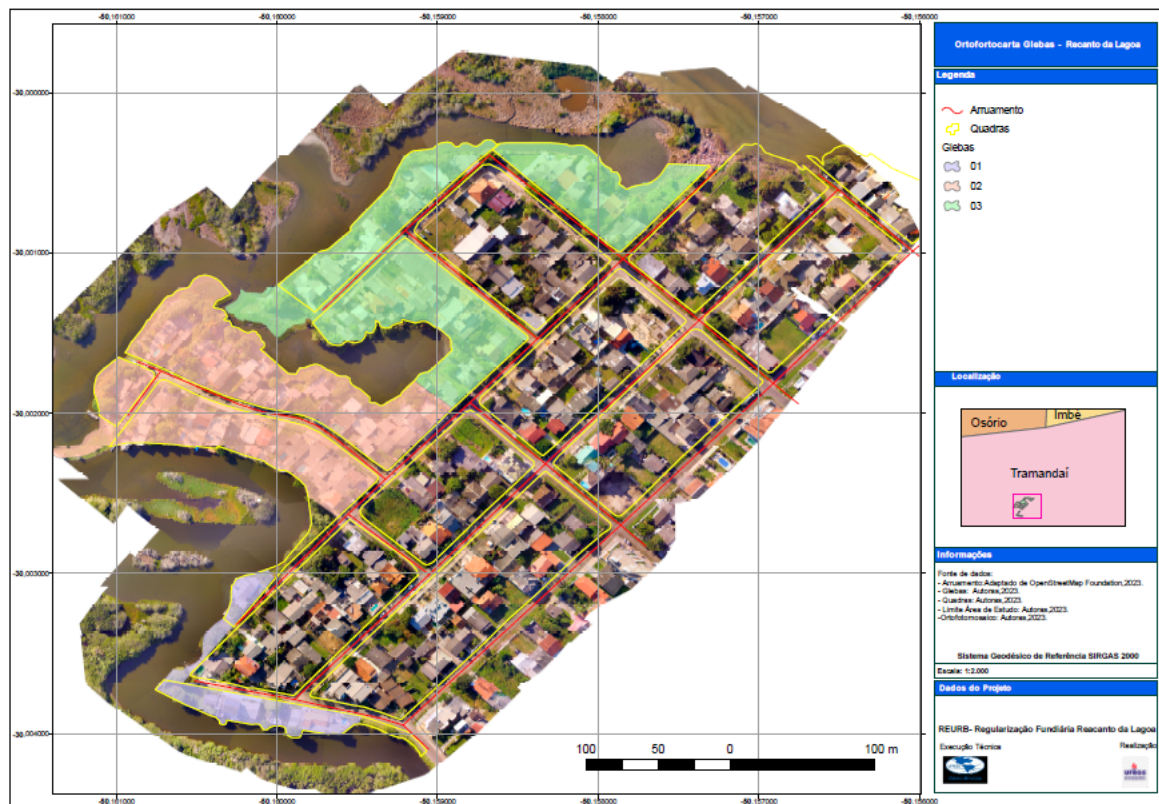 -50,161000 -50,160000 -50,159000 -50,158000 -50,157000 -50,156000
-30,000000
-30,001000
-30,002000
-30,003000
-30,004000
-50,161000 -50,160000 -50,159000 -50,158000 -50,157000 -50,156000
100 50 0 100 m
Ortofortocarta Glebas - Recanto da Lagoa
Legenda
Arruamento
Quadras
Glebas
01
02
03
Localização
Osório
Imbé
Tramandaí
Informações
Fonte de dados:
- Arruamento:Adaptado de OpenStreetMap Foundation,2023.
- Glebas: Autores,2023.
- Quadras: Autores,2023.
- Limite Área de Estudo: Autores,2023.
-Ortofotomosaico: Autores,2023.
Sistema Geodésico de Referência SIRGAS 2000
Escala: 1:2.000
Dados do Projeto
REURB- Regularização Fundiária Reacanto da Lagoa
Execução Técnica
Realização
UFRGS